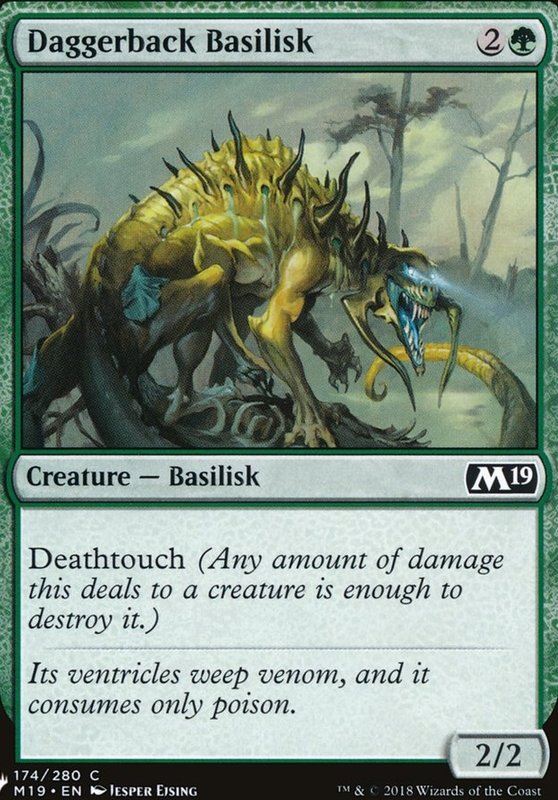 Daggerback Basilisk 2
Creature — Basilisk M19
Deathtouch (Any amount of damage
this deals to a creature is enough to
destroy it.)
Its ventricles weep venom, and it
consumes only poison.
2/2
174/280 C
M19 • EN Jesper Eising ™ & © 2018 Wizards of the Coast